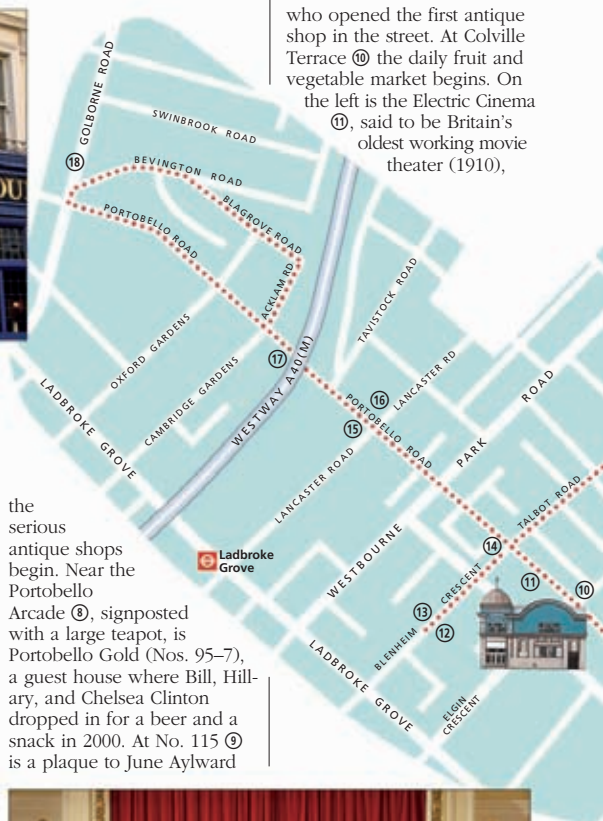 the
serious
antique shops
begin. Near the
Portobello
Arcade ⑧, signposted
with a large teapot, is
Portobello Gold (Nos. 95–7),
a guest house where Bill, Hill-
ary, and Chelsea Clinton
dropped in for a beer and a
snack in 2000. At No. 115 ⑨
is a plaque to June Aylward
who opened the first antique
shop in the street. At Colville
Terrace ⑩ the daily fruit and
vegetable market begins. On
the left is the Electric Cinema
⑪, said to be Britain's
oldest working movie
theater (1910),
GOLBORNE ROAD
SWINBROOK ROAD
⑱
BEVINGTON ROAD
BLAGROVE ROAD
PORTOBELLO ROAD
ACKLAM RD
TAVISTOCK ROAD
OXFORD GARDENS
CAMBRIDGE GARDENS
⑰
WESTWAY A40(M)
LADBROKE GROVE
LANCASTER RD
⑯
PORTOBELLO ROAD
⑮
LANCASTER ROAD
WESTBOURNE PARK ROAD
TALBOT ROAD
⑭
Ladbroke
Grove
⑪
⑩
⑬
⑫
BLENHEIM CRESCENT
LADBROKE GROVE
ELGIN
CRESCENT